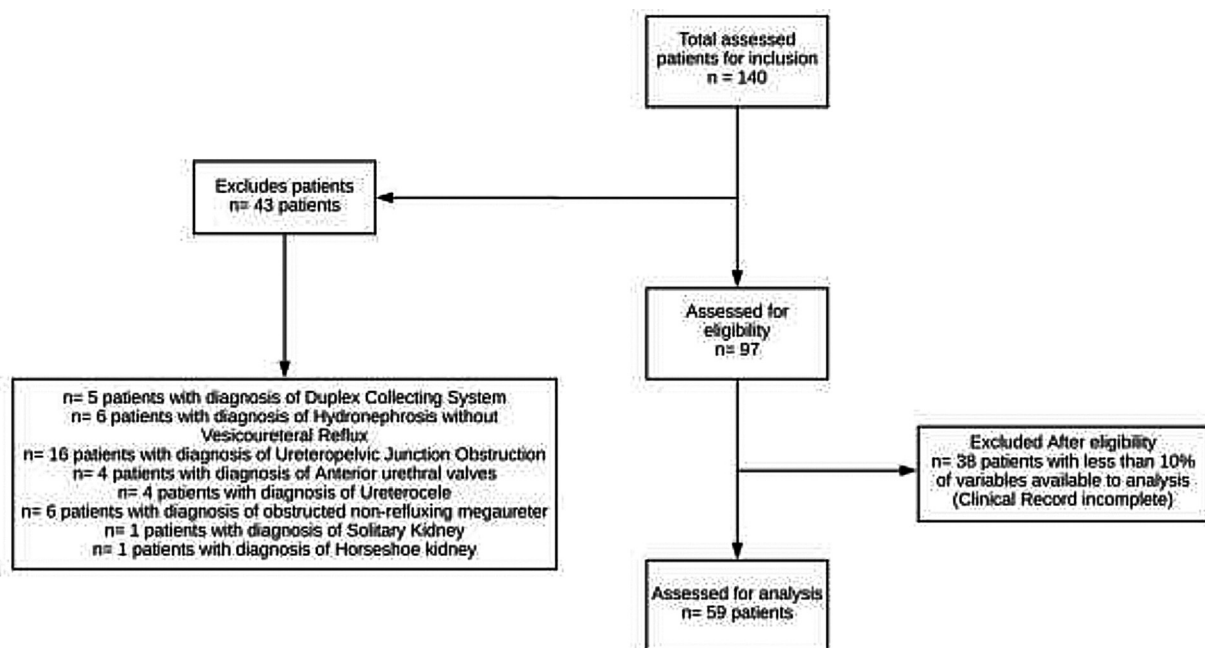 Total assessed
patients for inclusion
n = 140
Excludes patients
n= 43 patients
Assessed for
eligibility
n= 97
n= 5 patients with diagnosis of Duplex Collecting System
n= 6 patients with diagnosis of Hydronephrosis without
Vesicoureteral Reflux
n= 16 patients with diagnosis of Ureteropelvic Junction Obstruction
n= 4 patients with diagnosis of Anterior urethral valves
n= 4 patients with diagnosis of Ureterocele
n= 6 patients with diagnosis of obstructed non-refluxing megaureter
n= 1 patients with diagnosis of Solitary Kidney
n= 1 patients with diagnosis of Horseshoe kidney
Excluded After eligibility
n= 38 patients with less than 10%
of variables available to analysis
(Clinical Record incomplete)
Assessed for analysis
n= 59 patients